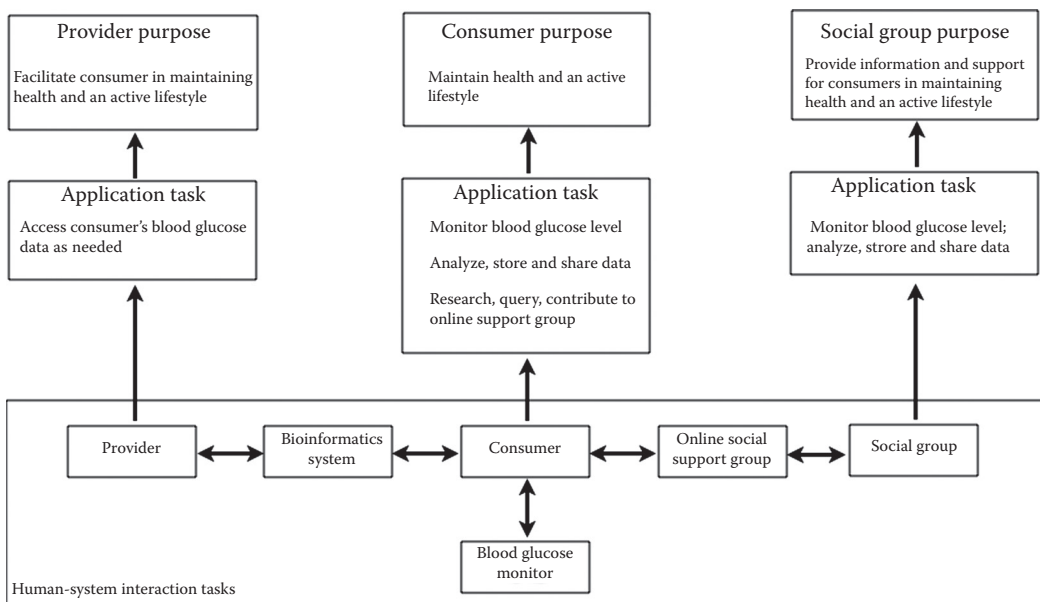 Provider purpose
Facilitate consumer in maintaining
health and an active lifestyle
Consumer purpose
Maintain health and an active
lifestyle
Social group purpose
Provide information and support
for consumers in maintaining
health and an active lifestyle
Application task
Access consumer's blood glucose
data as needed
Application task
Monitor blood glucose level
Analyze, store and share data
Research, query, contribute to
online support group
Application task
Monitor blood glucose level;
analyze, strore and share data
Provider
Bioinformatics
system
Consumer
Online social
support group
Social group
Blood glucose
monitor
Human-system interaction tasks